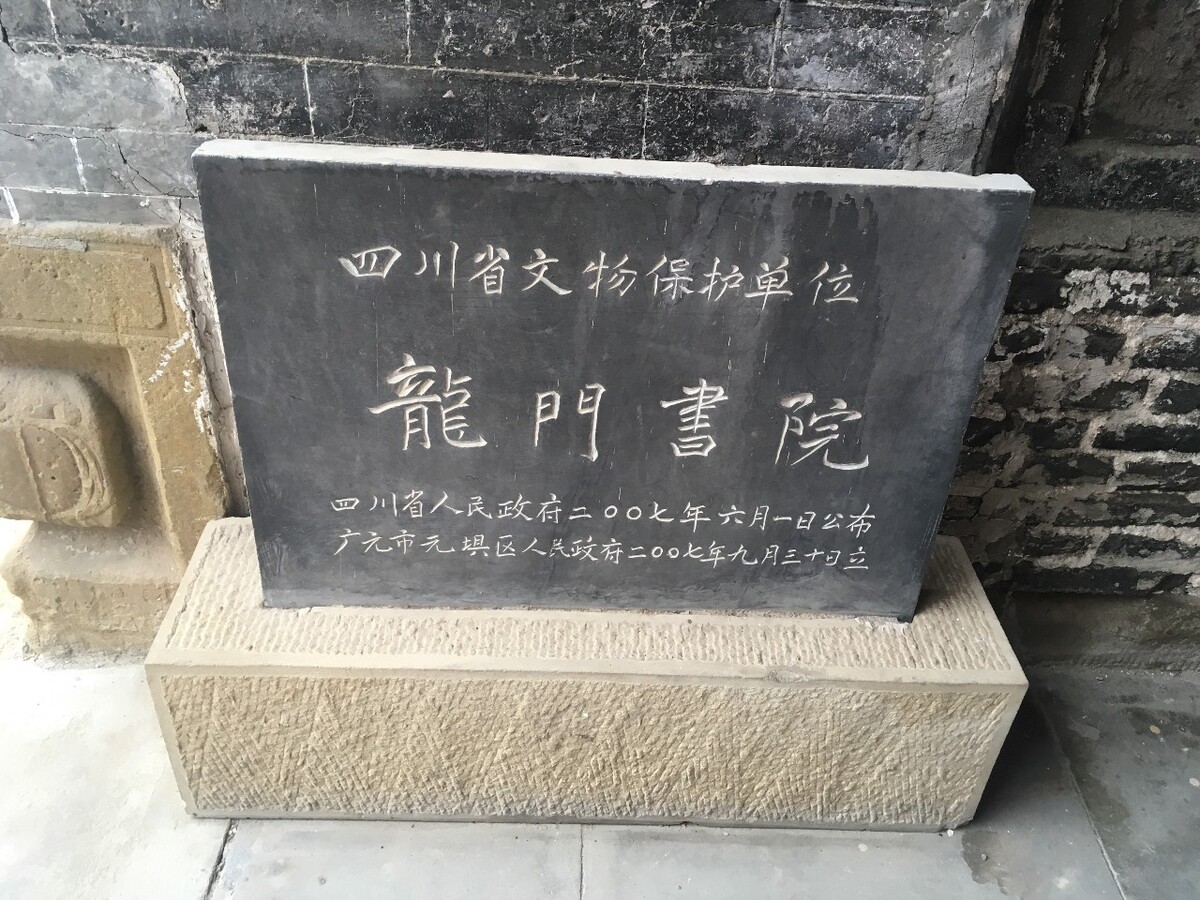 四川省文物保护单位
龍門書院
四川省人民政府二〇〇七年六月一日公布
广元市元埧区人民政府二〇〇七年九月三十日立